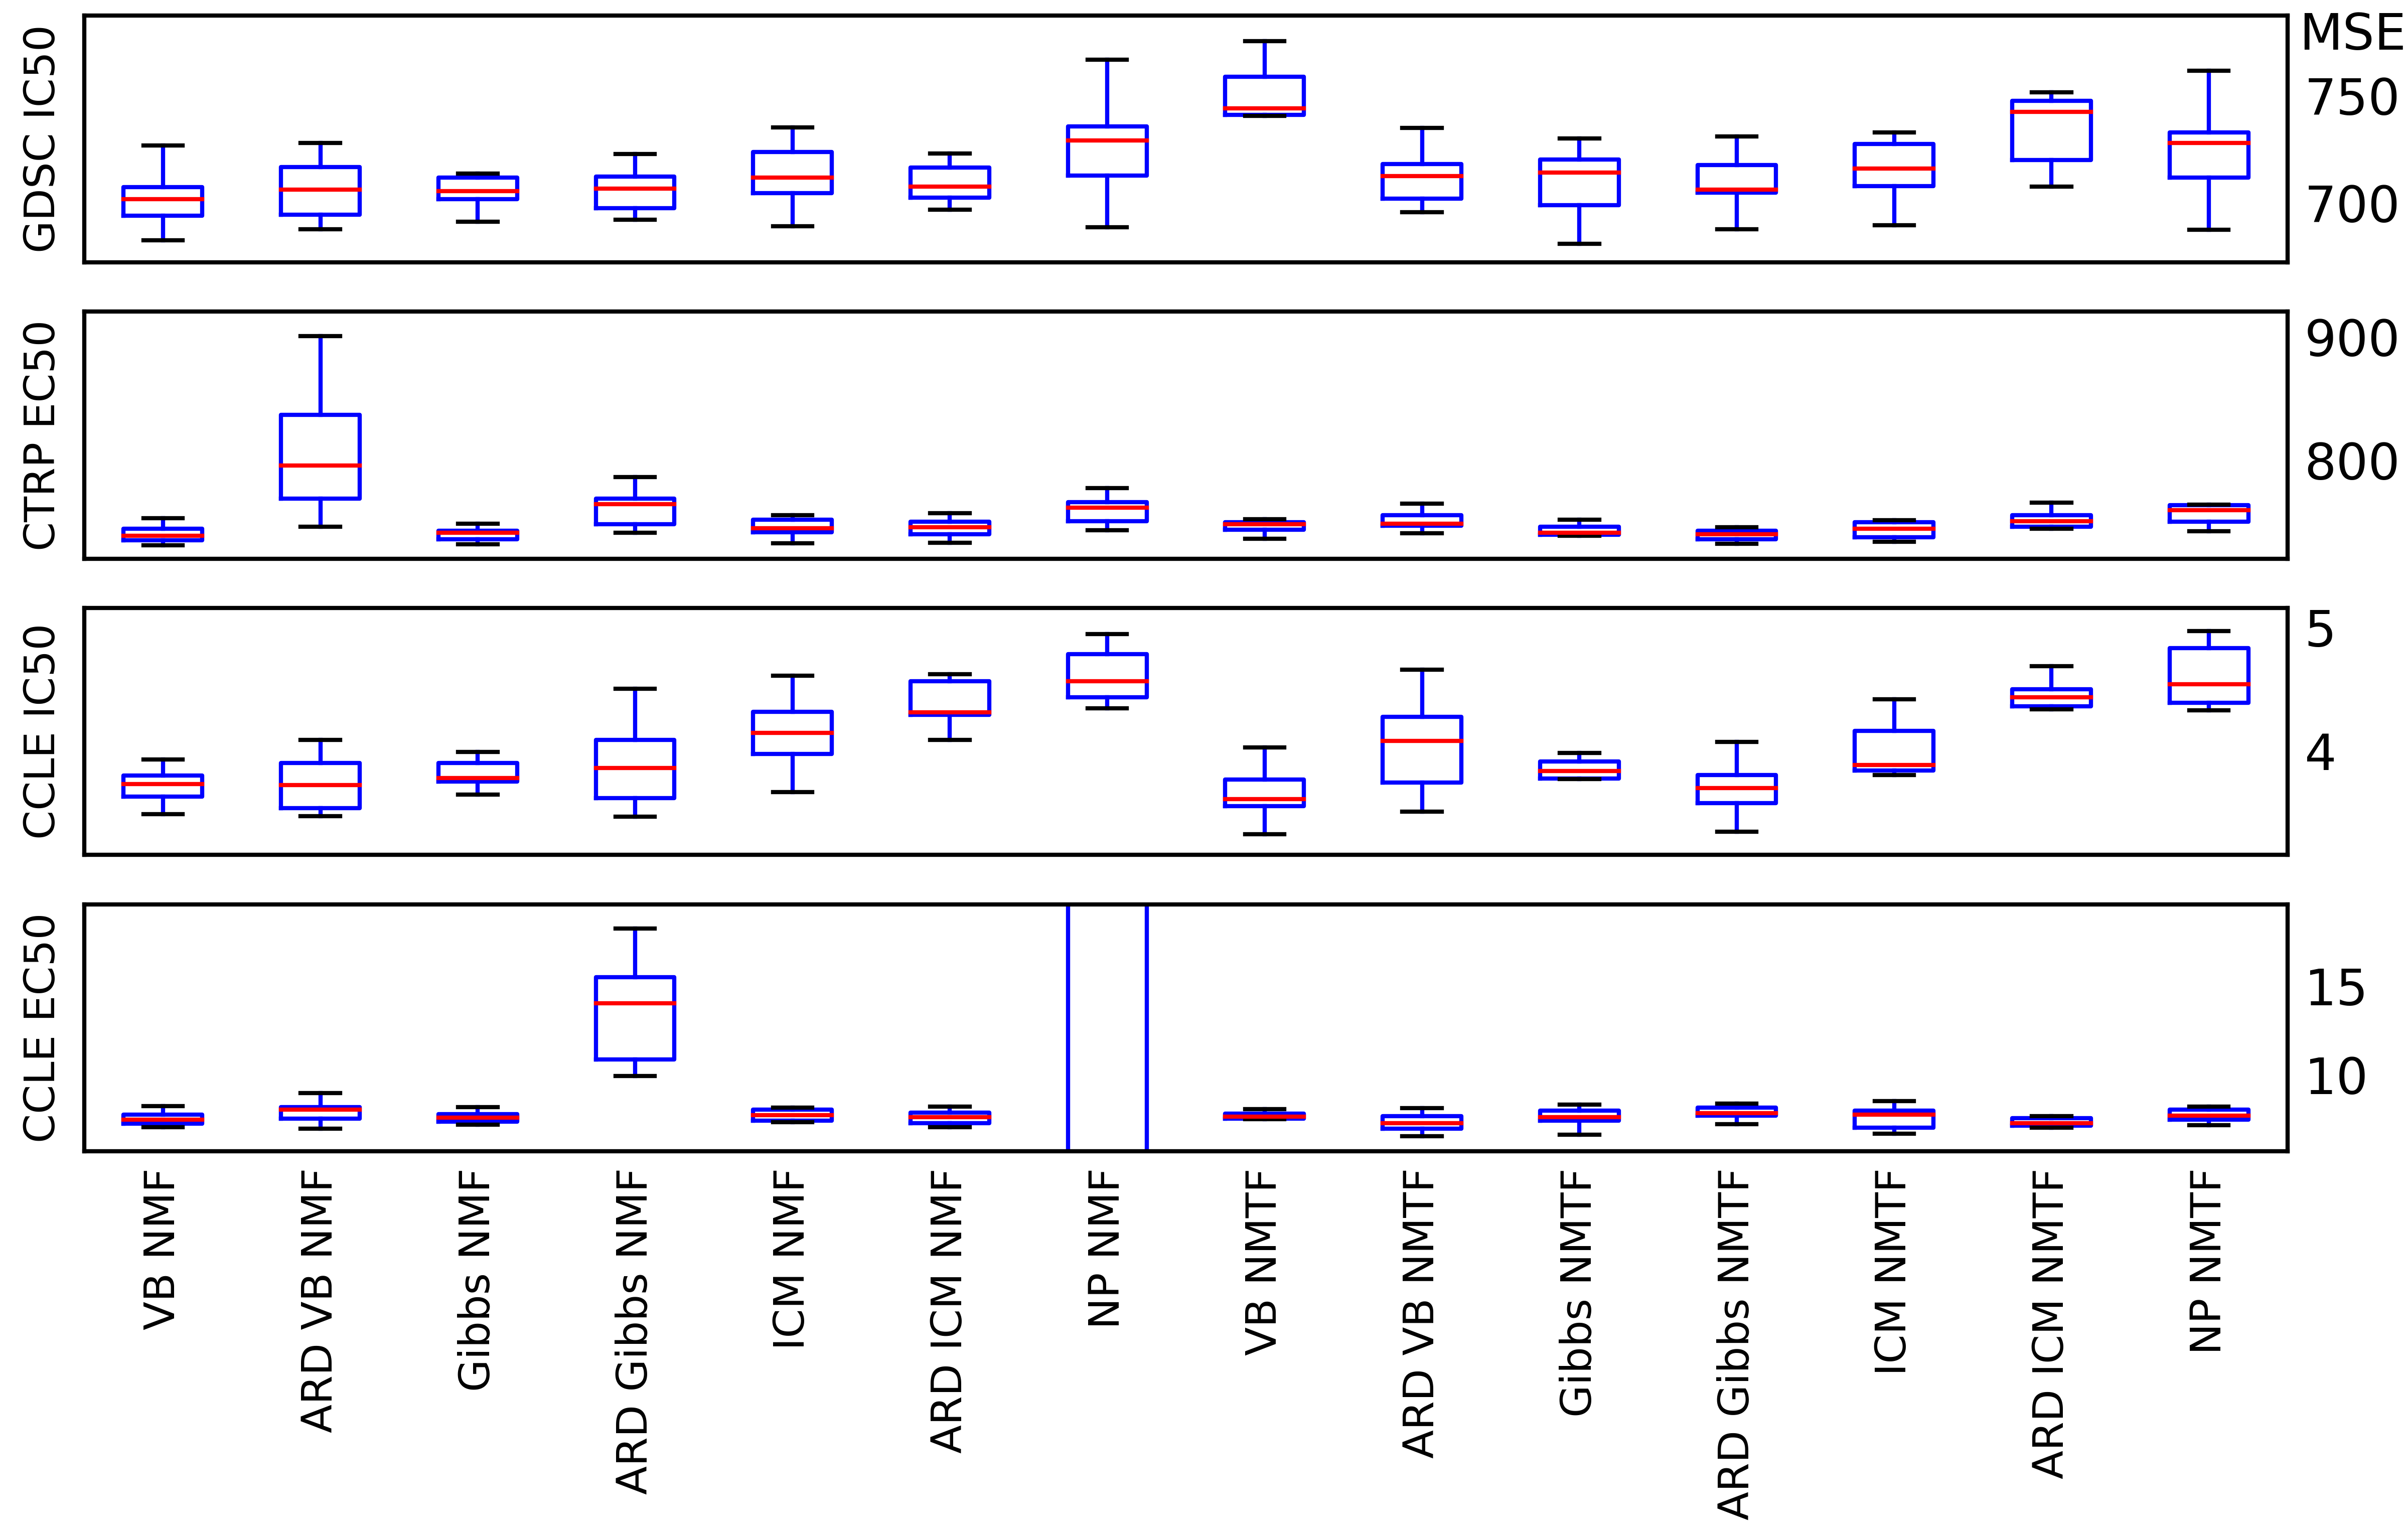 MSE
GDSC IC50
750
700
CTRP EC50
900
800
CCLE IC50
5
4
CCLE EC50
15
10
VB NMF
ARD VB NMF
Gibbs NMF
ARD Gibbs NMF
ICM NMF
ARD ICM NMF
NP NMF
VB NMTF
ARD VB NMTF
Gibbs NMTF
ARD Gibbs NMTF
ICM NMTF
ARD ICM NMTF
NP NMTF